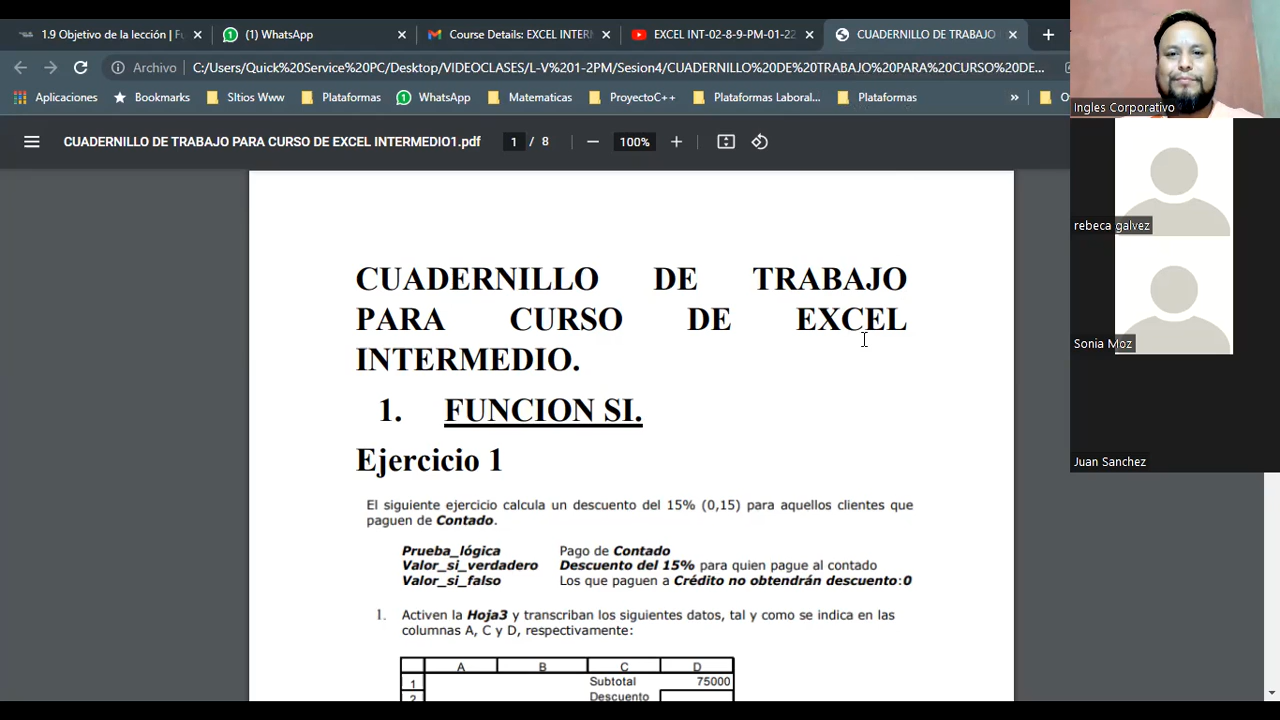 1.9 Objetivo de la lección | Fu
(1) WhatsApp
Course Details: EXCEL INTERM
EXCEL INT-02-8-9-PM-01-22
CUADERNILLO DE TRABAJO
Archivo
C:/Users/Quick%20Service%20PC/Desktop/VIDEO_CLASES/L-V%201-2PM/Sesion4/CUADERNILLO%20DE%20TRABAJO%20PARA%20CURSO%20DE...
Aplicaciones
Bookmarks
SItios Www
Plataformas
WhatsApp
Matematicas
ProyectoC++
Plataformas Laboral...
Plataformas
»
CUADERNILLO DE TRABAJO PARA CURSO DE EXCEL INTERMEDIO1.pdf
1 / 8
100%
CUADERNILLO DE TRABAJO
PARA CURSO DE EXCEL
INTERMEDIO.
1. FUNCION SI.
Ejercicio 1
El siguiente ejercicio calcula un descuento del 15% (0,15) para aquellos clientes que
paguen de Contado.
Prueba_lógica Pago de Contado
Valor_si_verdadero Descuento del 15% para quien pague al contado
Valor_si_falso Los que paguen a Crédito no obtendrán descuento:0
1. Activen la Hoja3 y transcriban los siguientes datos, tal y como se indica en las
columnas A, C y D, respectivamente:
A B C D
1 Subtotal 75000
2 Descuento
Ingles Corporativo
rebeca galvez
Sonia Moz
Juan Sanchez